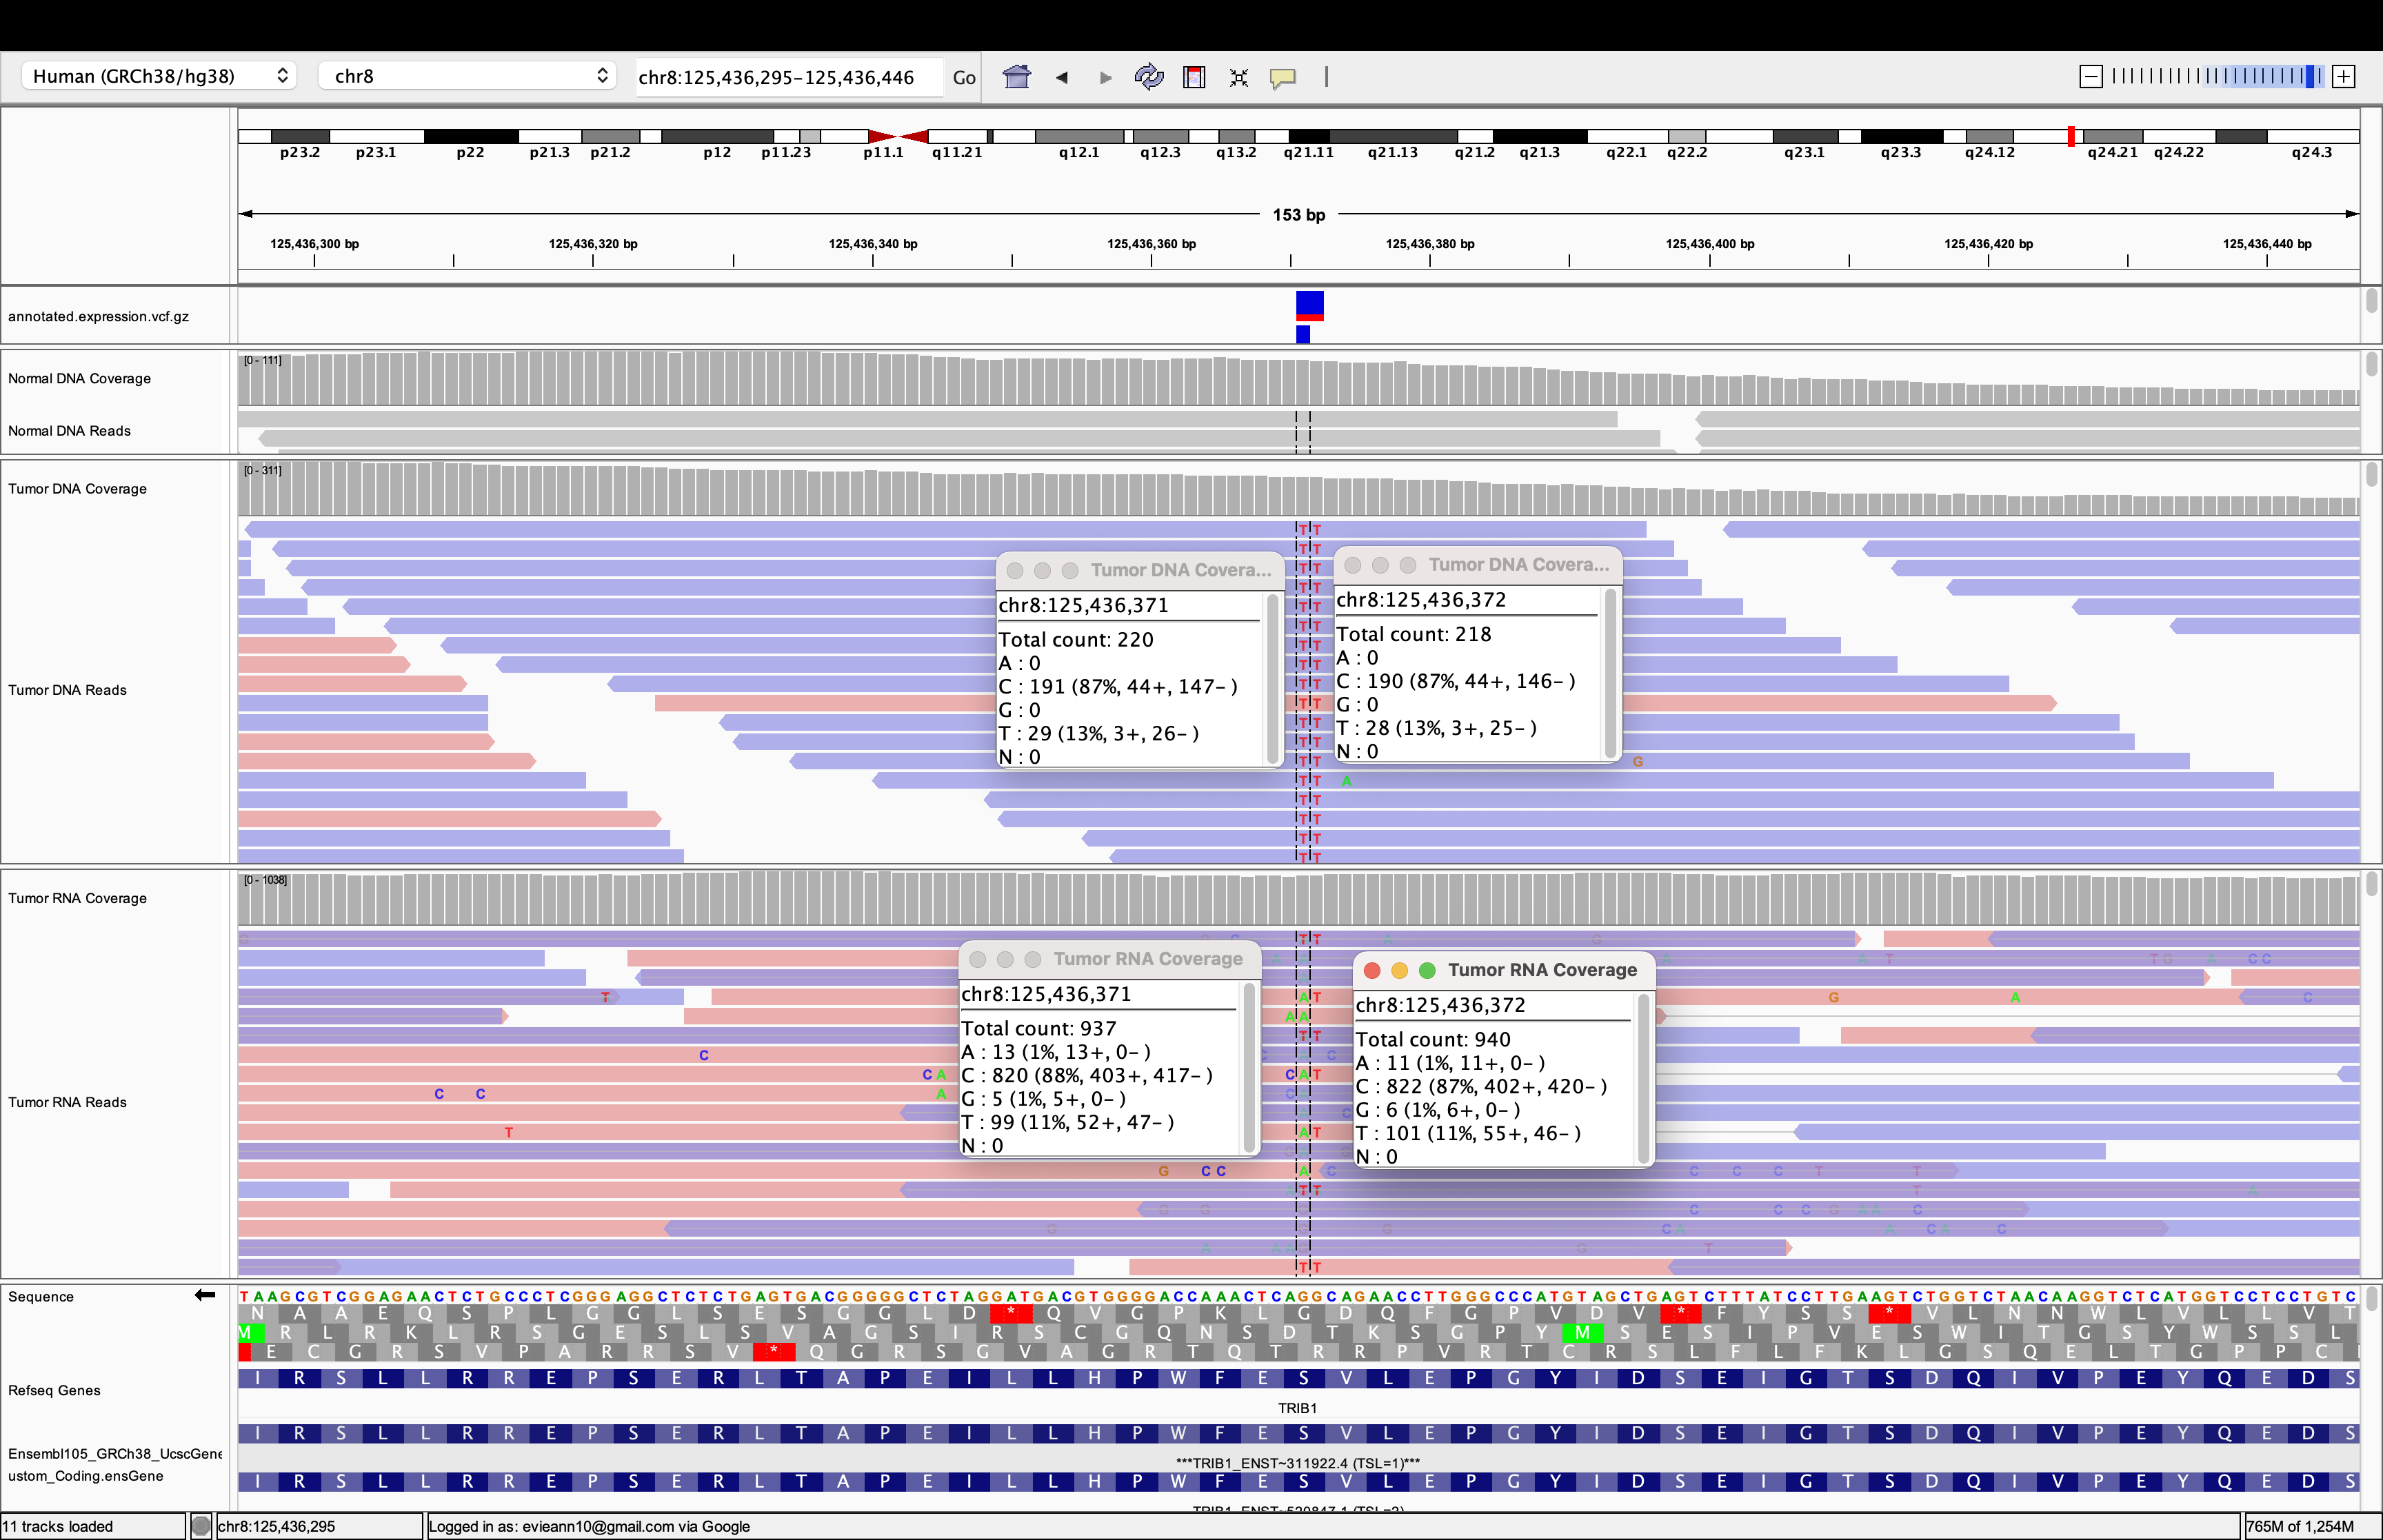 Human (GRCh38/hg38) chr8 chr8:125,436,295-125,436,446 Go
p23.2 p23.1 p22 p21.3 p21.2 p12 p11.23 p11.1 q11.21 q12.1 q12.3 q13.2 q21.11 q21.13 q21.2 q21.3 q22.1 q22.2 q23.1 q23.3 q24.12 q24.21 q24.22 q24.3
153 bp
125,436,300 bp 125,436,320 bp 125,436,340 bp 125,436,360 bp 125,436,380 bp 125,436,400 bp 125,436,420 bp 125,436,440 bp
annotated.expression.vcf.gz
[0 - 111]
Normal DNA Coverage
Normal DNA Reads
[0 - 311]
Tumor DNA Coverage
Tumor DNA Reads
Tumor DNA Covera...
chr8:125,436,371
Total count: 220
A : 0
C : 191 (87%, 44+, 147- )
G : 0
T : 29 (13%, 3+, 26- )
N : 0
Tumor DNA Covera...
chr8:125,436,372
Total count: 218
A : 0
C : 190 (87%, 44+, 146- )
G : 0
T : 28 (13%, 3+, 25- )
N : 0
[0 - 1038]
Tumor RNA Coverage
Tumor RNA Reads
Tumor RNA Coverage
chr8:125,436,371
Total count: 937
A : 13 (1%, 13+, 0- )
C : 820 (88%, 403+, 417- )
G : 5 (1%, 5+, 0- )
T : 99 (11%, 52+, 47- )
N : 0
Tumor RNA Coverage
chr8:125,436,372
Total count: 940
A : 11 (1%, 11+, 0- )
C : 822 (87%, 402+, 420- )
G : 6 (1%, 6+, 0- )
T : 101 (11%, 55+, 46- )
N : 0
Sequence
Refseq Genes
I R S L L R R E P S E R L T A P E I L L H P W F E S V L E P G Y I D S E I G T S D Q I V P E Y Q E D S
TRIB1
I R S L L R R E P S E R L T A P E I L L H P W F E S V L E P G Y I D S E I G T S D Q I V P E Y Q E D S
Ensembl105_GRCh38_UcscGene
***TRIB1_ENST~311922.4 (TSL=1)***
ustom_Coding.ensGene
I R S L L R R E P S E R L T A P E I L L H P W F E S V L E P G Y I D S E I G T S D Q I V P E Y Q E D S
11 tracks loaded chr8:125,436,295 Logged in as: evieann10@gmail.com via Google 765M of 1,254M